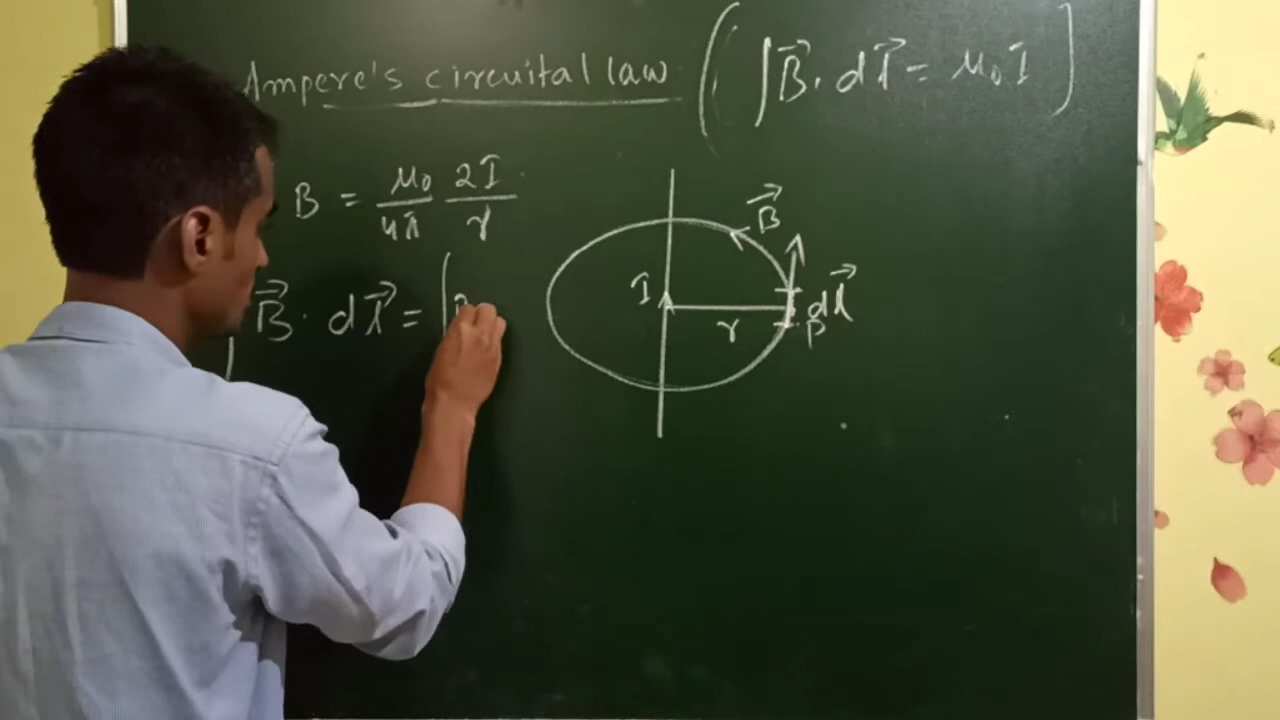 Ampere's circuital law ( ∫B⃗. dl⃗ = μ₀I )
B = μ₀/4π 2I/r
∫B⃗. dl⃗ = ∫B
B⃗
I
r
dl⃗
P